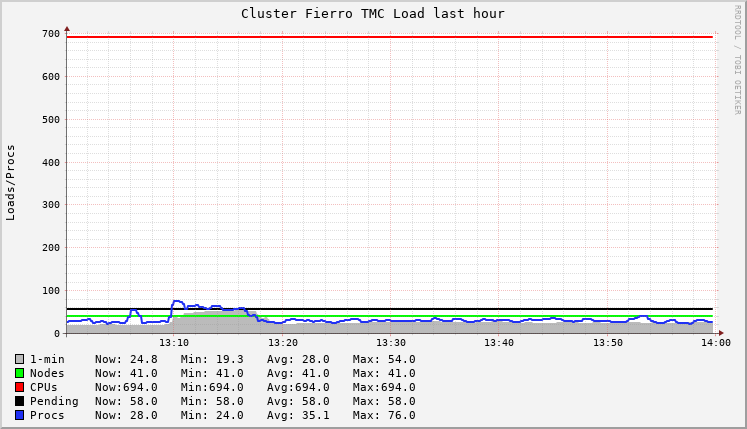 Cluster Fierro TMC Load last hour
RRDTOOL / TOBI OETIKER
Loads/Procs
700
600
500
400
300
200
100
0
13:10 13:20 13:30 13:40 13:50 14:00
1-min Now: 24.8 Min: 19.3 Avg: 28.0 Max: 54.0
Nodes Now: 41.0 Min: 41.0 Avg: 41.0 Max: 41.0
CPUs Now:694.0 Min:694.0 Avg:694.0 Max:694.0
Pending Now: 58.0 Min: 58.0 Avg: 58.0 Max: 58.0
Procs Now: 28.0 Min: 24.0 Avg: 35.1 Max: 76.0